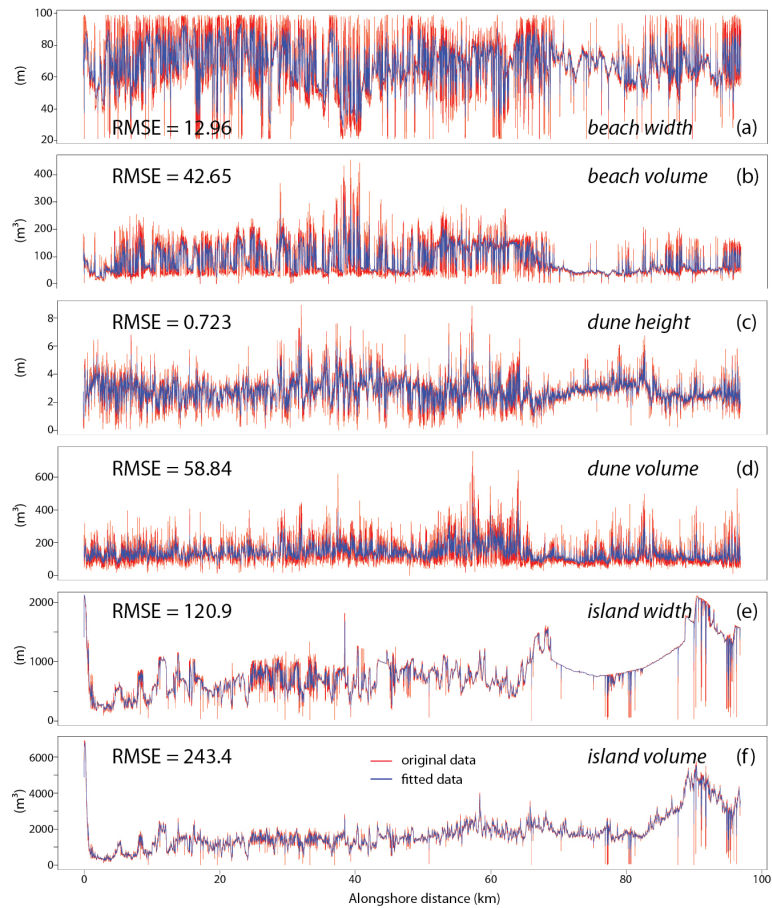 100
80
(m)
60
40
20
RMSE = 12.96 beach width (a)
400
300
(m³)
200
100
0
RMSE = 42.65 beach volume (b)
8
6
(m)
4
2
0
RMSE = 0.723 dune height (c)
600
400
(m³)
200
0
RMSE = 58.84 dune volume (d)
2000
(m)
1000
0
RMSE = 120.9 island width (e)
6000
4000
(m³)
2000
0
RMSE = 243.4 island volume (f)
original data
fitted data
0 20 40 60 80 100
Alongshore distance (km)